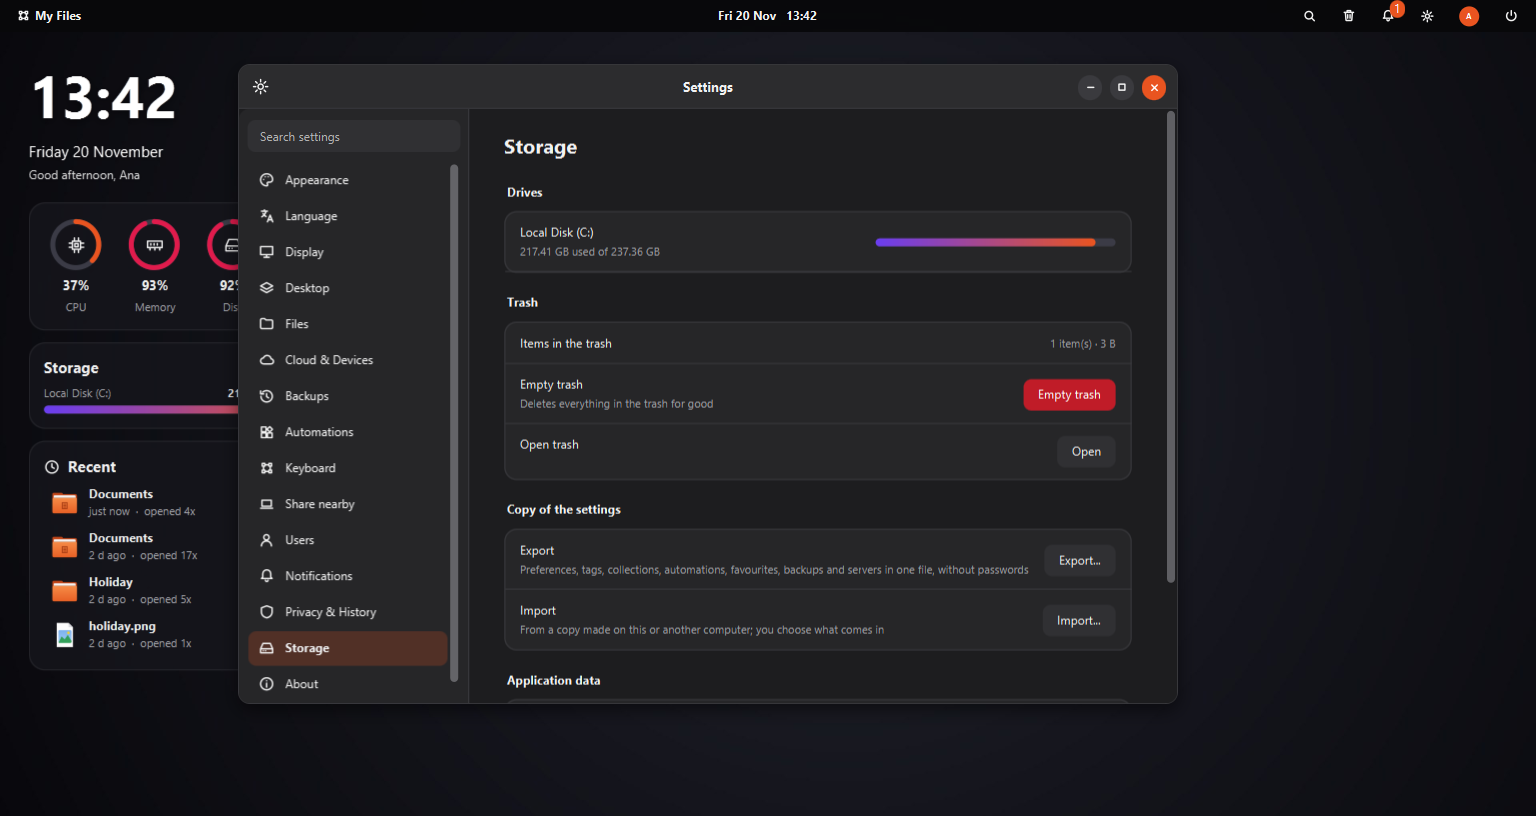 My Files
Fri 20 Nov 13:42
1
A
13:42
Friday 20 November
Good afternoon, Ana
37%
CPU
93%
Memory
92%
Storage
Local Disk (C:)
Recent
Documents
just now · opened 4x
Documents
2 d ago · opened 17x
Holiday
2 d ago · opened 5x
holiday.png
2 d ago · opened 1x
Settings
Search settings
Appearance
Language
Display
Desktop
Files
Cloud & Devices
Backups
Automations
Keyboard
Share nearby
Users
Notifications
Privacy & History
Storage
About
Storage
Drives
Local Disk (C:)
217.41 GB used of 237.36 GB
Trash
Items in the trash
1 item(s) · 3 B
Empty trash
Deletes everything in the trash for good
Empty trash
Open trash
Open
Copy of the settings
Export
Preferences, tags, collections, automations, favourites, backups and servers in one file, without passwords
Export...
Import
From a copy made on this or another computer; you choose what comes in
Import...
Application data